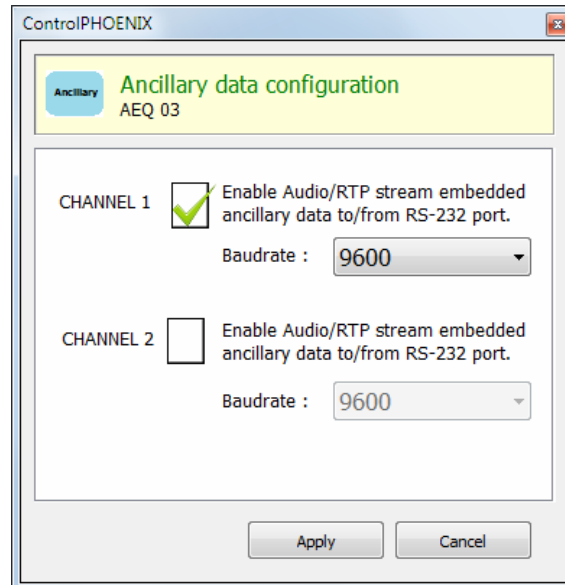 ControlPHOENIX
Ancillary
Ancillary data configuration
AEQ 03
CHANNEL 1
Enable Audio/RTP stream embedded
ancillary data to/from RS-232 port.
Baudrate :
9600
CHANNEL 2
Enable Audio/RTP stream embedded
ancillary data to/from RS-232 port.
Baudrate :
9600
Apply
Cancel